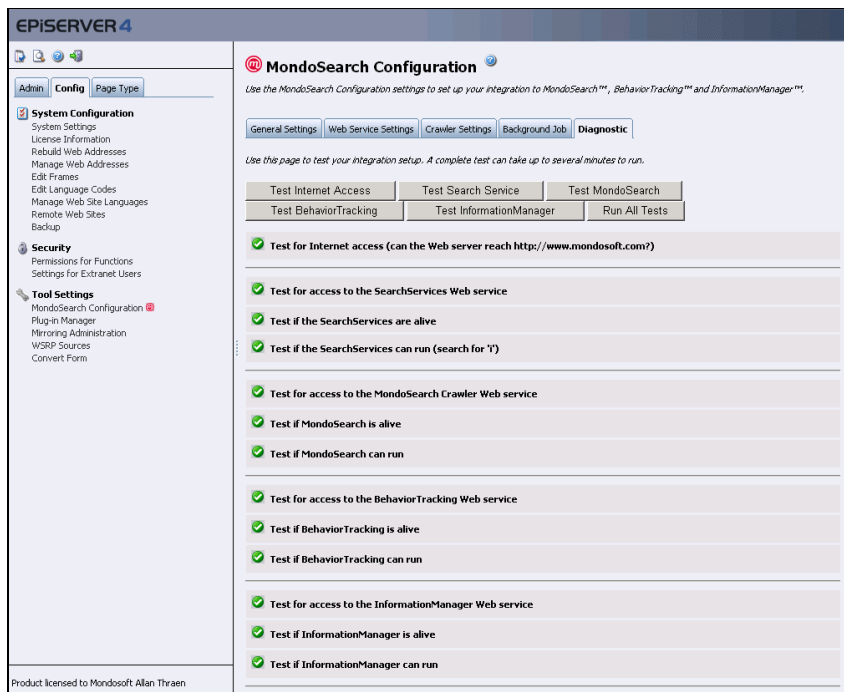 EPiSERVER 4
Admin Config Page Type
System Configuration
System Settings
License Information
Rebuild Web Addresses
Manage Web Addresses
Edit Frames
Edit Language Codes
Manage Web Site Languages
Remote Web Sites
Backup
Security
Permissions for Functions
Settings for Extranet Users
Tool Settings
MondoSearch Configuration
Plug-in Manager
Mirroring Administration
WSRP Sources
Convert Form
Product licensed to Mondosoft Allan Thraen
MondoSearch Configuration
Use the MondoSearch Configuration settings to set up your integration to MondoSearch™, BehaviorTracking™ and InformationManager™.
General Settings Web Service Settings Crawler Settings Background Job Diagnostic
Use this page to test your integration setup. A complete test can take up to several minutes to run.
Test Internet Access Test Search Service Test MondoSearch
Test BehaviorTracking Test InformationManager Run All Tests
Test for Internet access (can the Web server reach http://www.mondosoft.com?)
Test for access to the SearchServices Web service
Test if the SearchServices are alive
Test if the SearchServices can run (search for 'i')
Test for access to the MondoSearch Crawler Web service
Test if MondoSearch is alive
Test if MondoSearch can run
Test for access to the BehaviorTracking Web service
Test if BehaviorTracking is alive
Test if BehaviorTracking can run
Test for access to the InformationManager Web service
Test if InformationManager is alive
Test if InformationManager can run